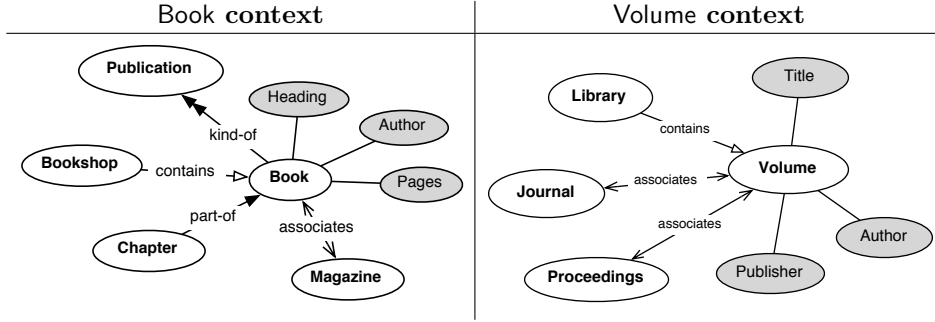 Book context
Volume context
Publication
Heading
Author
kind-of
Bookshop
contains
Book
Pages
part-of
associates
Chapter
Magazine
Title
Library
contains
Volume
Journal
associates
associates
Author
Proceedings
Publisher